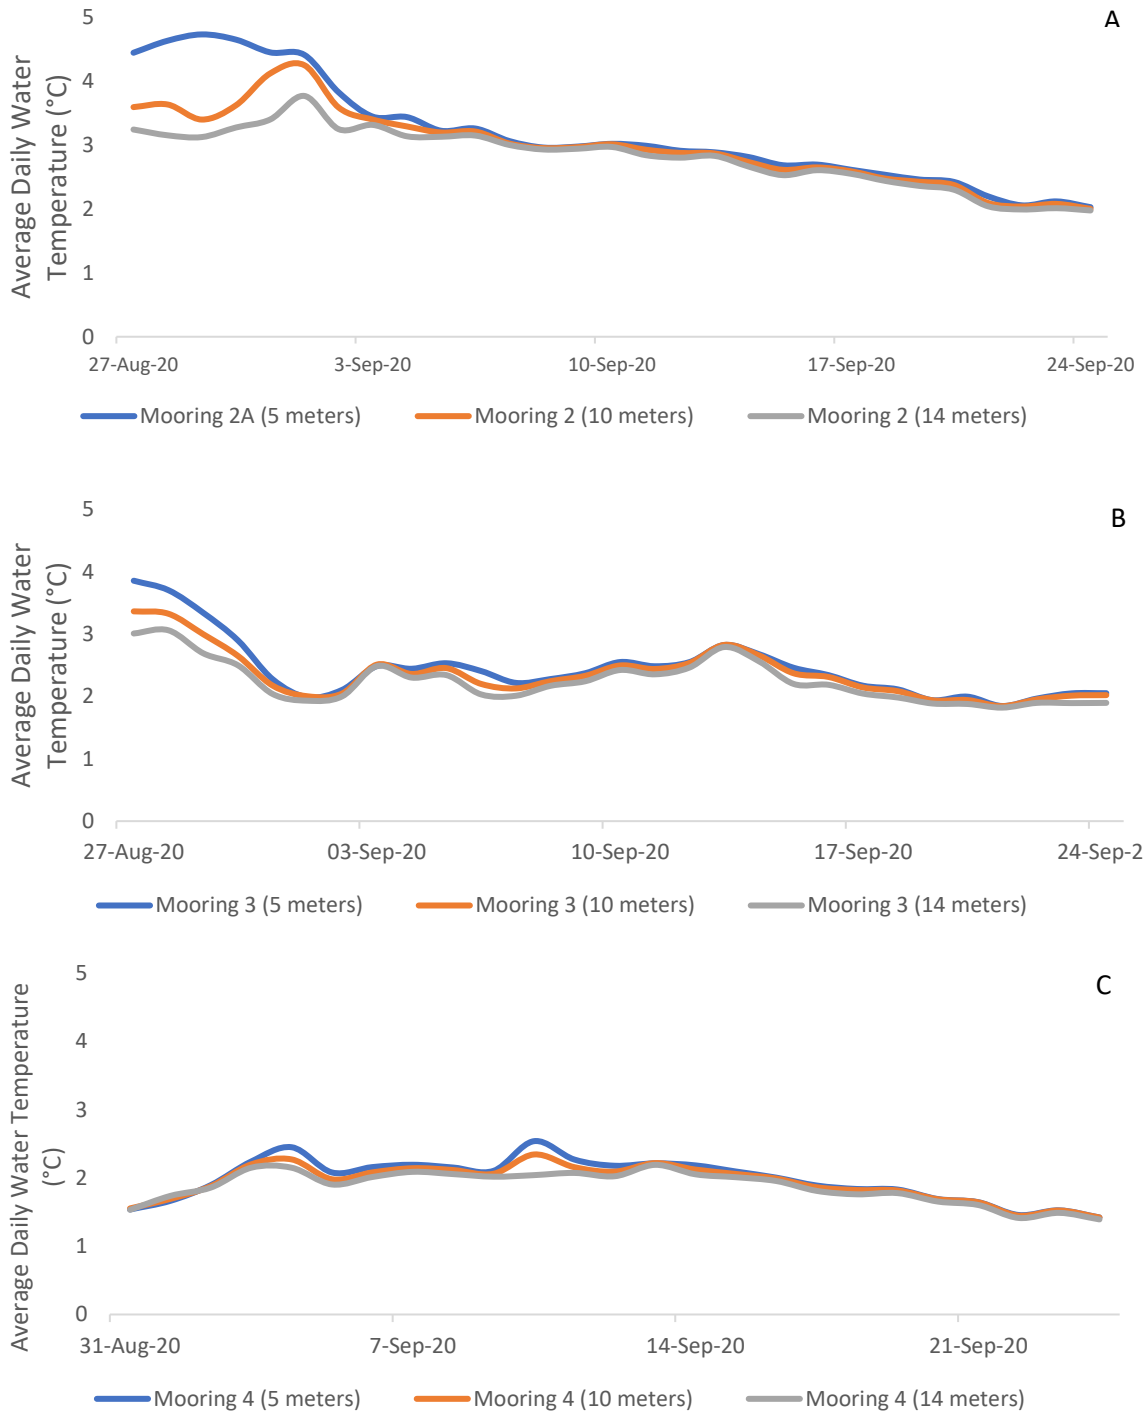 A
5
4
3
2
1
0
Average Daily Water
Temperature (°C)
27-Aug-20 3-Sep-20 10-Sep-20 17-Sep-20 24-Sep-20
Mooring 2A (5 meters) Mooring 2 (10 meters) Mooring 2 (14 meters)
B
5
4
3
2
1
0
Average Daily Water
Temperature (°C)
27-Aug-20 03-Sep-20 10-Sep-20 17-Sep-20 24-Sep-2
Mooring 3 (5 meters) Mooring 3 (10 meters) Mooring 3 (14 meters)
C
5
4
3
2
1
0
Average Daily Water Temperature
(°C)
31-Aug-20 7-Sep-20 14-Sep-20 21-Sep-20
Mooring 4 (5 meters) Mooring 4 (10 meters) Mooring 4 (14 meters)